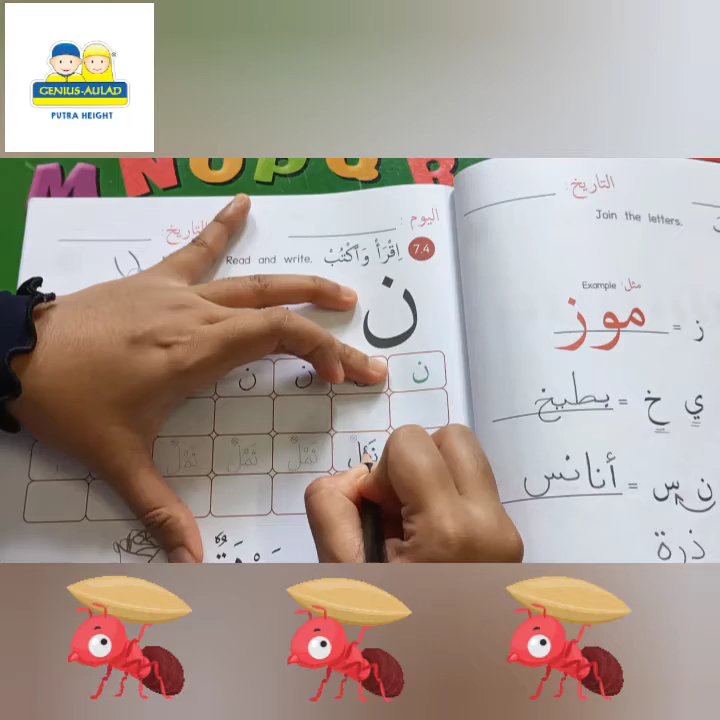 GENIUS-AULAD
PUTRA HEIGHT
M N O P Q R
اليوم :
التاريخ:
7.4
اِقْرَأْ وَاكْتُبْ
Read and write.
ن
ن ن ن
نَمْل نَمْل نَمْل نَمْل
التاريخ:
Join the letters.
مثل: Example
ز = موز
ي خ = بطيخ
ن س = أنانس
ذرة